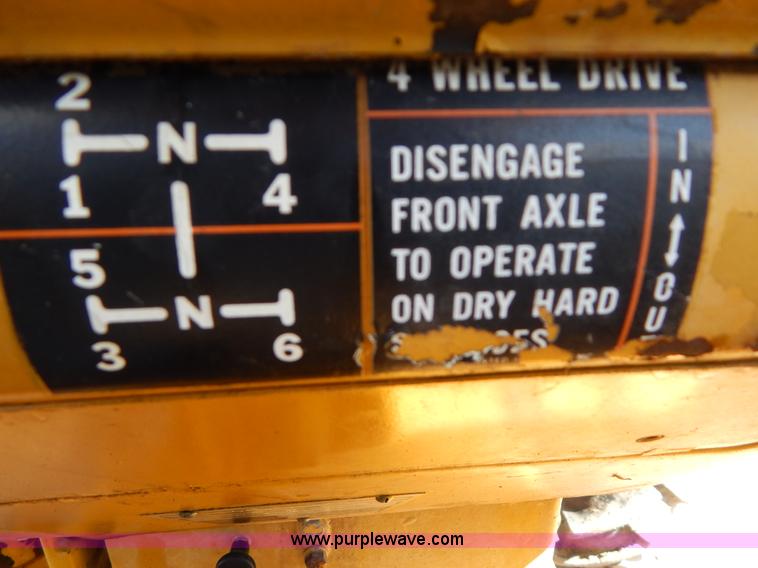 2
N
1 4
5
N
3 6
4 WHEEL DRIVE
DISENGAGE
FRONT AXLE
TO OPERATE
ON DRY HARD
IN
www.purplewave.com